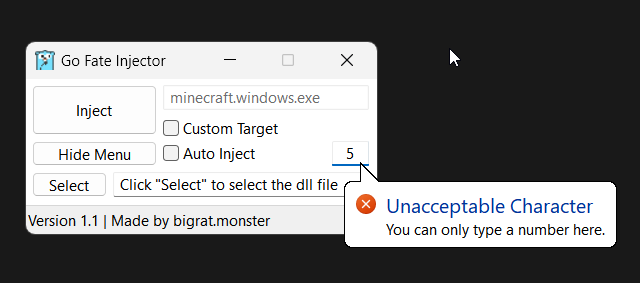 Go Fate Injector
Inject
minecraft.windows.exe
Custom Target
Hide Menu
Auto Inject
5
Select
Click "Select" to select the dll file
Unacceptable Character
You can only type a number here.
Version 1.1 | Made by bigrat.monster